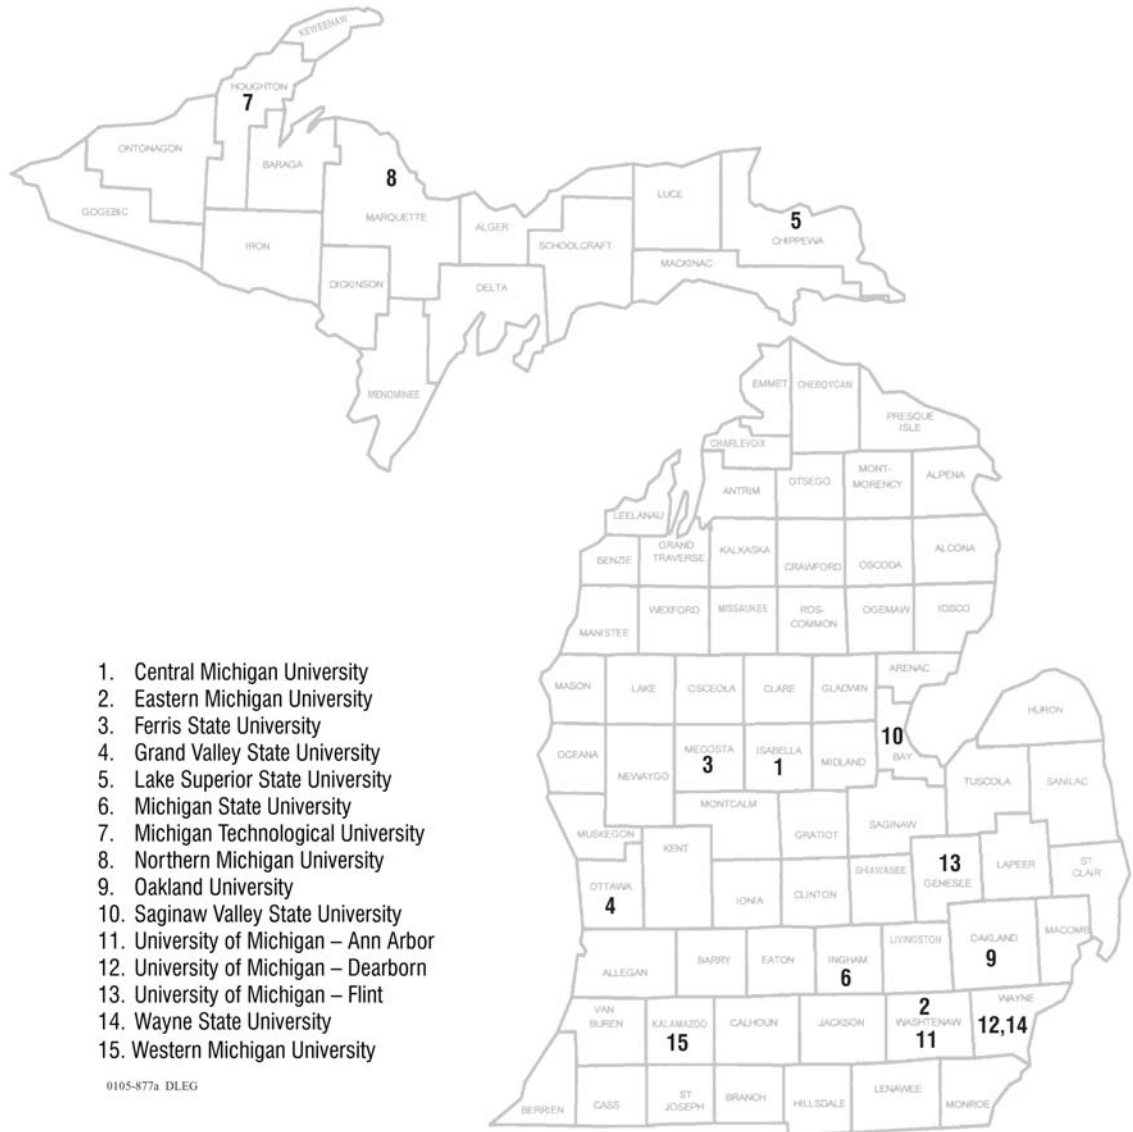 KEWEENAW
HOUGHTON
7
ONTONAGON
BARAGA
8
GOGEBIC
MARQUETTE
IRON
ALGER
LUCE
5
CHIPPEWA
SCHOOLCRAFT
MACKINAC
DICKINSON
DELTA
MENOMINEE
EMMET
CHEBOYGAN
PRESQUE
ISLE
CHARLEVOIX
ANTRIM
OTSEGO
MONT-
MORENCY
ALPENA
LEELANAU
BENZIE
GRAND
TRAVERSE
KALKASKA
CRAWFORD
OSCODA
ALCONA
MANISTEE
WEXFORD
MISSAUKEE
ROS-
COMMON
OGEMAW
IOSCO
ARENAC
MASON
LAKE
OSCEOLA
CLARE
GLADWIN
HURON
OCEANA
NEWAYGO
MECOSTA
3
ISABELLA
1
MIDLAND
10
BAY
TUSCOLA
SANILAC
MUSKEGON
MONTCALM
GRATIOT
SAGINAW
KENT
OTTAWA
4
IONIA
CLINTON
SHIAWASEE
13
GENESEE
LAPEER
ST
CLAIR
ALLEGAN
BARRY
EATON
INGHAM
6
LIVINGSTON
OAKLAND
9
MACOMB
VAN
BUREN
KALAMAZOO
15
CALHOUN
JACKSON
2
WASHTENAW
11
WAYNE
12,14
BERRIEN
CASS
ST
JOSEPH
BRANCH
HILLSDALE
LENAWEE
MONROE
1. Central Michigan University
2. Eastern Michigan University
3. Ferris State University
4. Grand Valley State University
5. Lake Superior State University
6. Michigan State University
7. Michigan Technological University
8. Northern Michigan University
9. Oakland University
10. Saginaw Valley State University
11. University of Michigan – Ann Arbor
12. University of Michigan – Dearborn
13. University of Michigan – Flint
14. Wayne State University
15. Western Michigan University
0105-877a DLEG